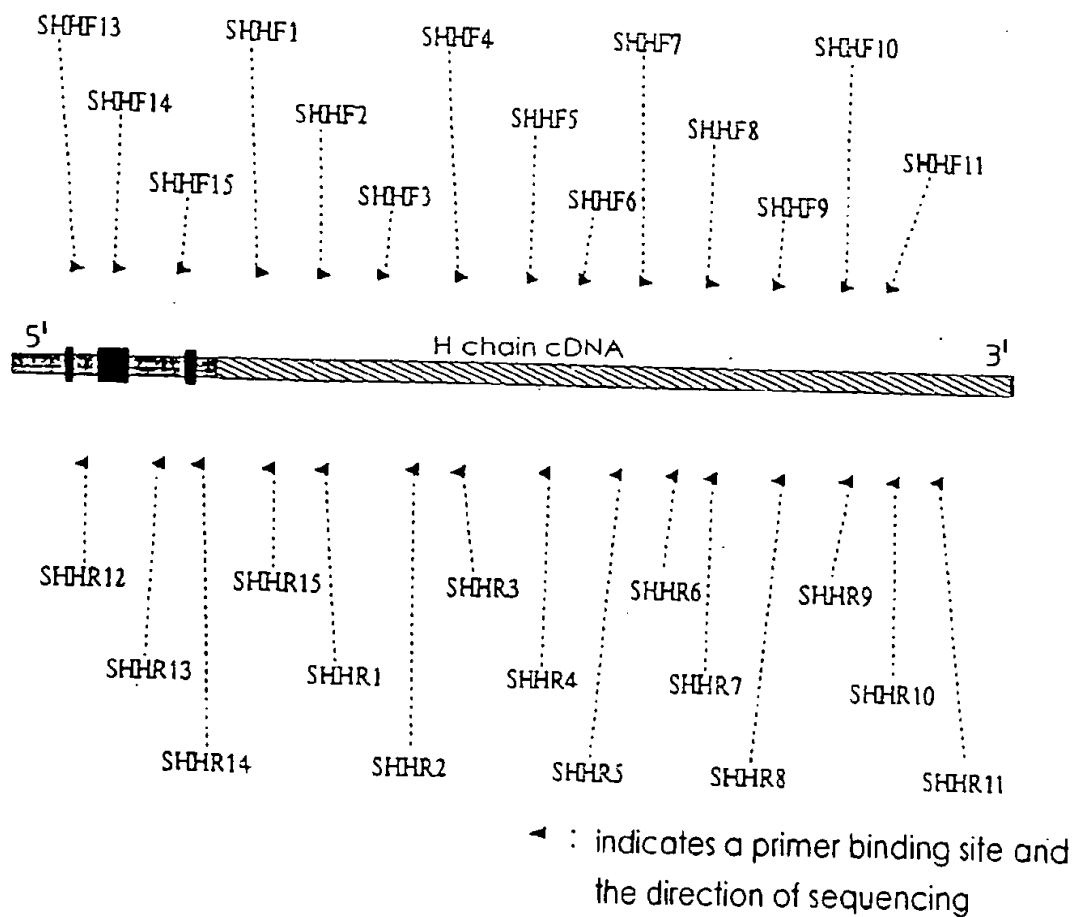 SHHF13
SHHF1
SHHF4
SHHF7
SHHF10
SHHF14
SHHF2
SHHF5
SHHF8
SHHF11
SHHF15
SHHF3
SHHF6
SHHF9
5'
H chain cDNA
3'
SHHR12
SHHR15
SHHR3
SHHR6
SHHR9
SHHR13
SHHR1
SHHR4
SHHR7
SHHR10
SHHR14
SHHR2
SHHR5
SHHR8
SHHR11
: indicates a primer binding site and
the direction of sequencing